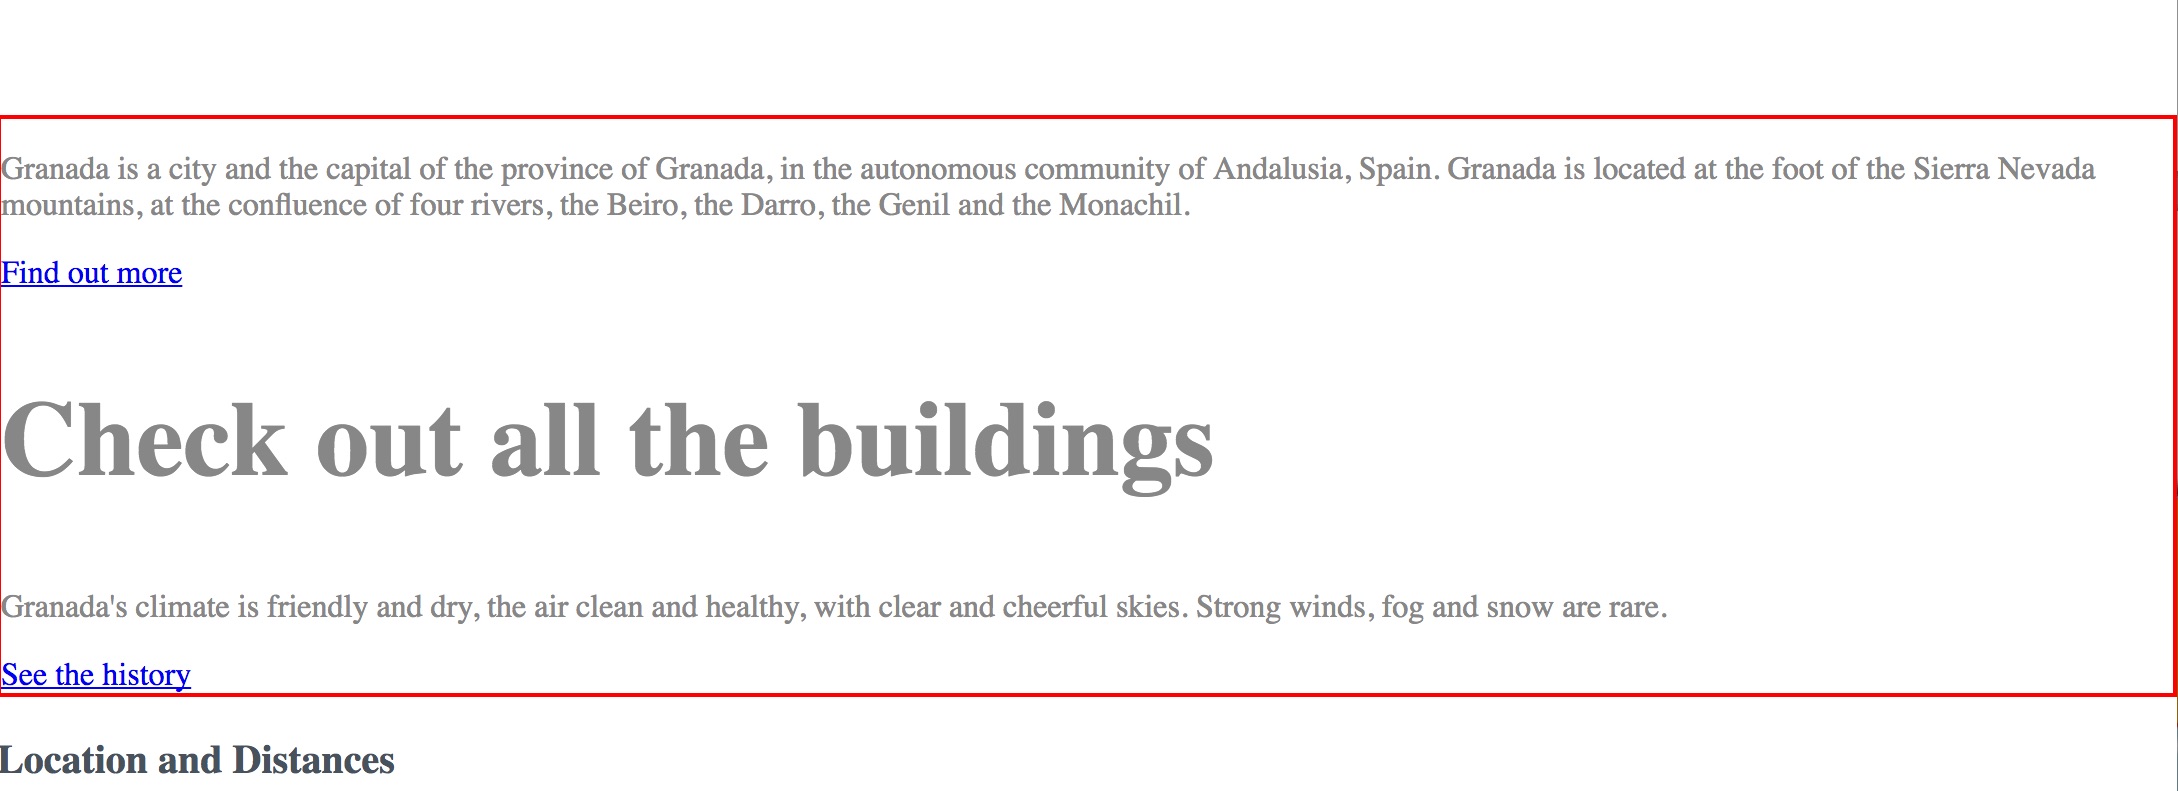 Granada is a city and the capital of the province of Granada, in the autonomous community of Andalusia, Spain. Granada is located at the foot of the Sierra Nevada
mountains, at the confluence of four rivers, the Beiro, the Darro, the Genil and the Monachil.
Find out more
Check out all the buildings
Granada's climate is friendly and dry, the air clean and healthy, with clear and cheerful skies. Strong winds, fog and snow are rare.
See the history
Location and Distances